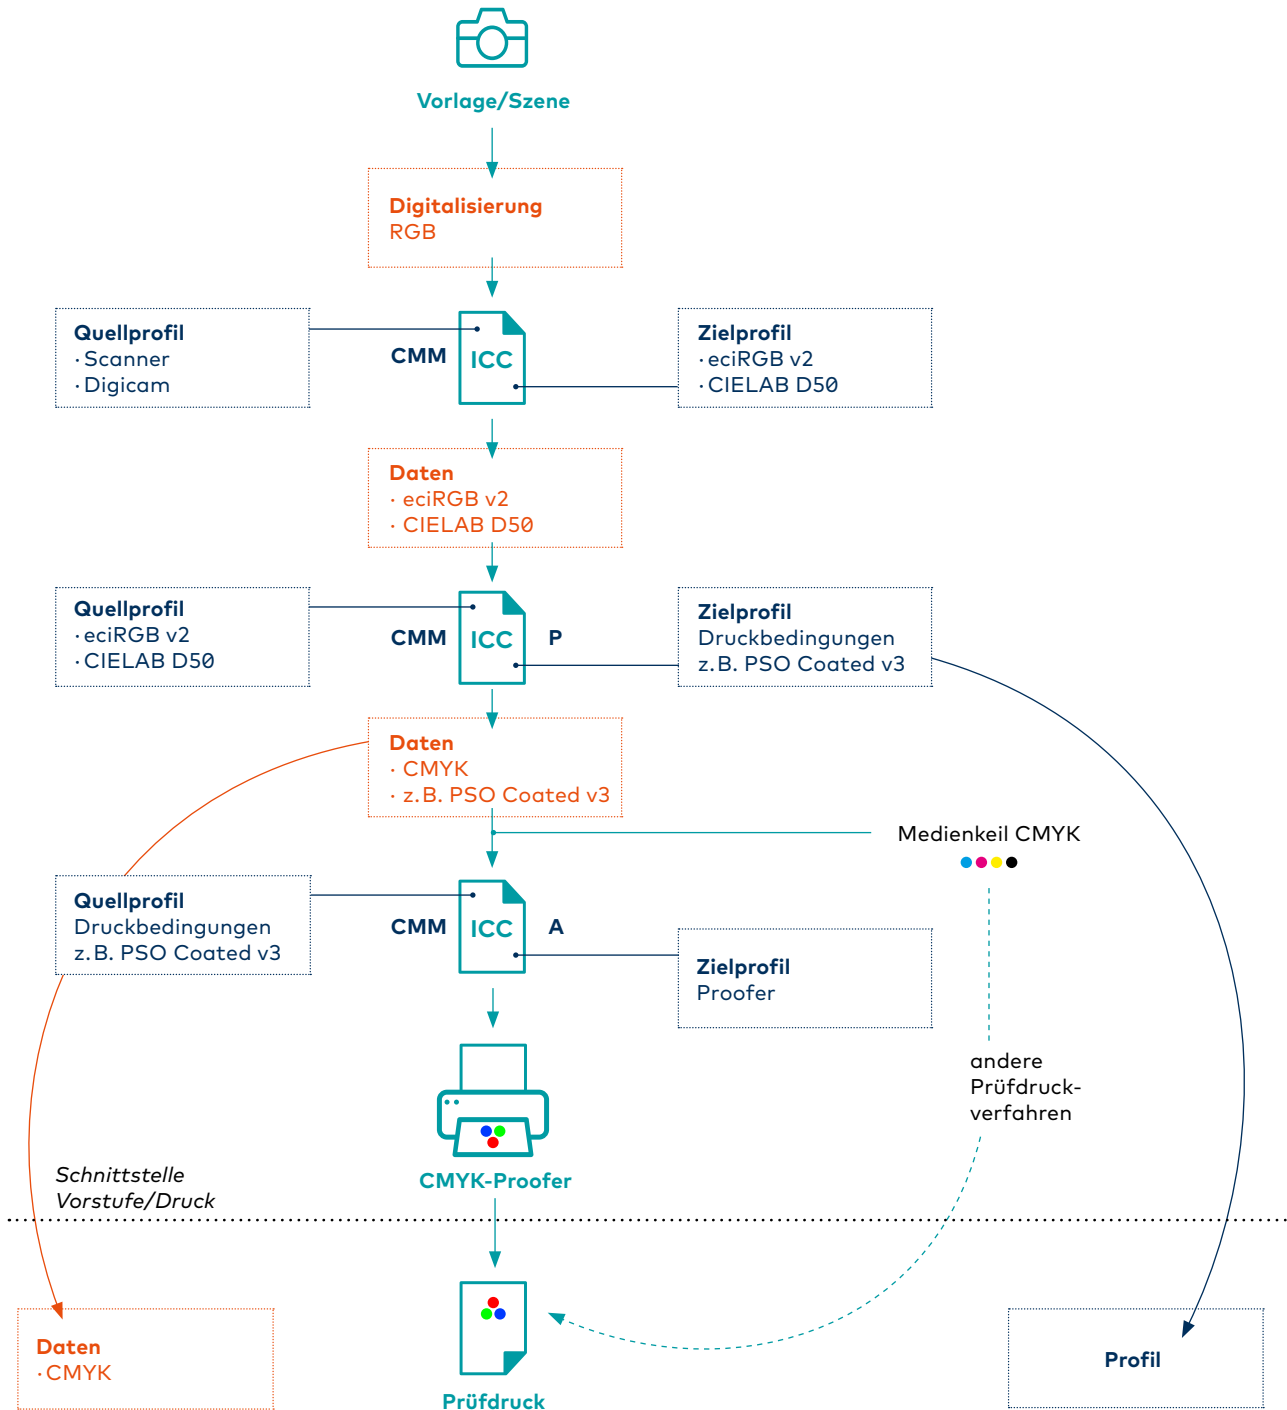 Vorlage/Szene
Digitalisierung
RGB
Quellprofil
· Scanner
· Digicam
CMM
ICC
Zielprofil
· eciRGB v2
· CIELAB D50
Daten
· eciRGB v2
· CIELAB D50
Quellprofil
· eciRGB v2
· CIELAB D50
CMM
ICC
P
Zielprofil
Druckbedingungen
z.B. PSO Coated v3
Daten
· CMYK
· z.B. PSO Coated v3
Medienkeil CMYK
Quellprofil
Druckbedingungen
z.B. PSO Coated v3
CMM
ICC
A
Zielprofil
Proofer
andere
Prüfdruck-
verfahren
CMYK-Proofer
Schnittstelle
Vorstufe/Druck
Daten
· CMYK
Prüfdruck
Profil